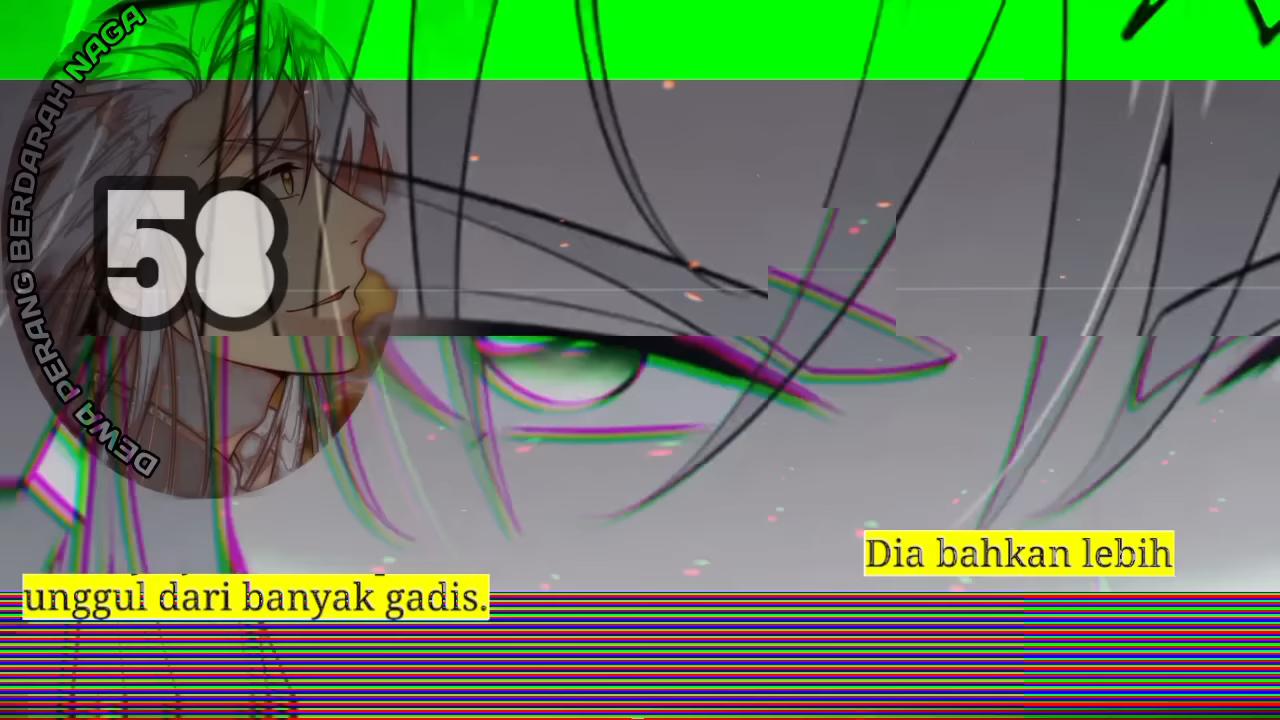 DEWA PERANG BERDARAH NAGA
58
Dia bahkan lebih
unggul dari banyak gadis.